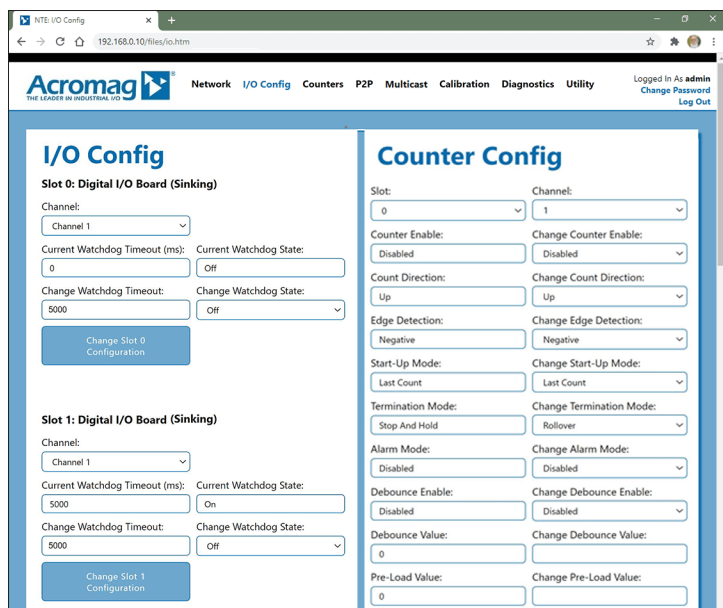 NTE: I/O Config
192.168.0.10/files/io.htm
Acromag
THE LEADER IN INDUSTRIAL I/O
Network I/O Config Counters P2P Multicast Calibration Diagnostics Utility
Logged In As admin
Change Password
Log Out
I/O Config
Slot 0: Digital I/O Board (Sinking)
Channel:
Channel 1
Current Watchdog Timeout (ms): Current Watchdog State:
0 Off
Change Watchdog Timeout: Change Watchdog State:
5000 Off
Change Slot 0
Configuration
Slot 1: Digital I/O Board (Sinking)
Channel:
Channel 1
Current Watchdog Timeout (ms): Current Watchdog State:
5000 On
Change Watchdog Timeout: Change Watchdog State:
5000 Off
Change Slot 1
Configuration
Counter Config
Slot: Channel:
0 1
Counter Enable: Change Counter Enable:
Disabled Disabled
Count Direction: Change Count Direction:
Up Up
Edge Detection: Change Edge Detection:
Negative Negative
Start-Up Mode: Change Start-Up Mode:
Last Count Last Count
Termination Mode: Change Termination Mode:
Stop And Hold Rollover
Alarm Mode: Change Alarm Mode:
Disabled Disabled
Debounce Enable: Change Debounce Enable:
Disabled Disabled
Debounce Value: Change Debounce Value:
0
Pre-Load Value: Change Pre-Load Value:
0